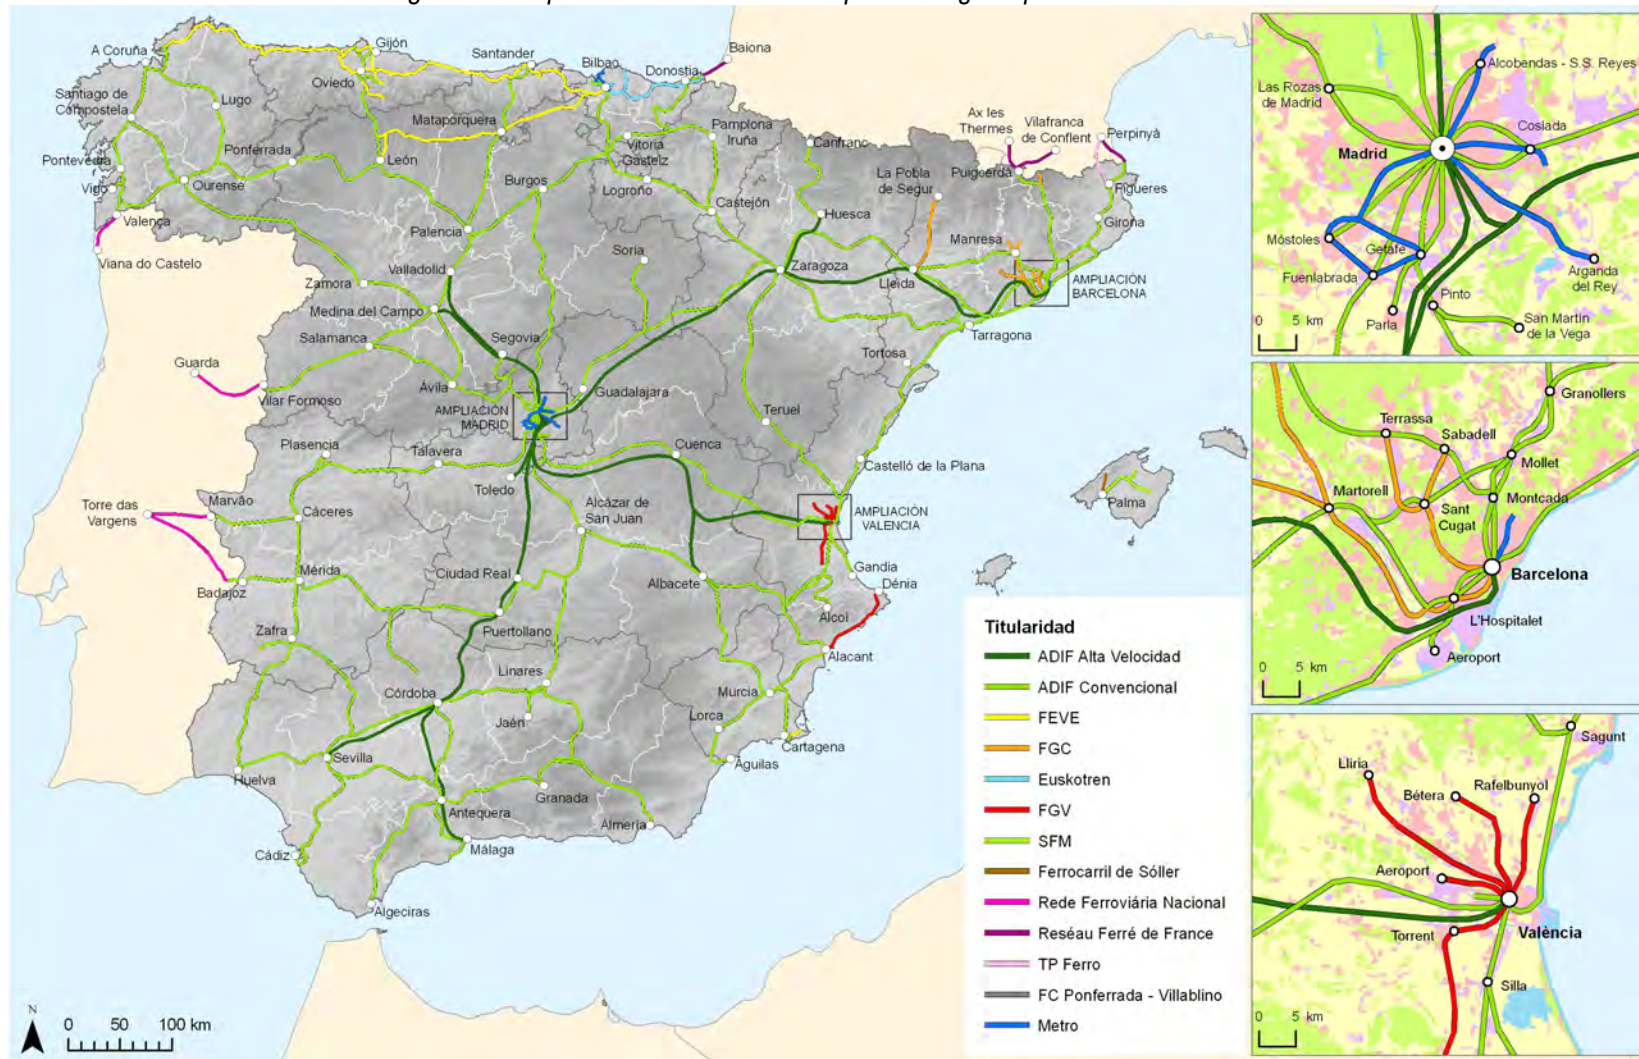 A Coruña
Gijón
Santander
Bilbao
Donostia
Baiona
Oviedo
Santiago de
Compostela
Lugo
Mataporquera
Vitoria
Gasteiz
Pamplona
Iruña
Canfranc
Ax les
Thermes
Vilafranca
de Conflent
Perpinyà
Pontevedra
Ponferrada
León
Burgos
Logroño
La Pobla
de Segur
Puigcerdà
Figueres
Vigo
Ourense
Castejón
Huesca
Girona
Valença
Palencia
Soria
Manresa
Viana do Castelo
Valladolid
Zaragoza
Lleida
AMPLIACIÓN
BARCELONA
Zamora
Medina del Campo
Tarragona
Salamanca
Segovia
Tortosa
Guarda
Vilar Formoso
Ávila
Guadalajara
AMPLIACIÓN
MADRID
Teruel
Plasencia
Talavera
Cuenca
Castelló de la Plana
Toledo
Palma
Torre das
Vargens
Marvão
Cáceres
Alcázar de
San Juan
AMPLIACIÓN
VALENCIA
Mérida
Ciudad Real
Albacete
Gandia
Dénia
Badajoz
Alcoi
Zafra
Puertollano
Alacant
Linares
Córdoba
Murcia
Jaén
Lorca
Cartagena
Sevilla
Águilas
Huelva
Granada
Antequera
Almería
Cádiz
Málaga
Algeciras
N
0 50 100 km
Titularidad
ADIF Alta Velocidad
ADIF Convencional
FEVE
FGC
Euskotren
FGV
SFM
Ferrocarril de Sóller
Rede Ferroviária Nacional
Reséau Ferré de France
TP Ferro
FC Ponferrada - Villablino
Metro
Alcobendas - S.S. Reyes
Las Rozas
de Madrid
Coslada
Madrid
Móstoles
Getafe
Fuenlabrada
Arganda
del Rey
Pinto
Parla
San Martín
de la Vega
0 5 km
Granollers
Terrassa
Sabadell
Mollet
Martorell
Montcada
Sant
Cugat
Barcelona
L'Hospitalet
Aeroport
0 5 km
Sagunt
Llíria
Bétera
Rafelbunyol
Aeroport
Torrent
València
Silla
0 5 km